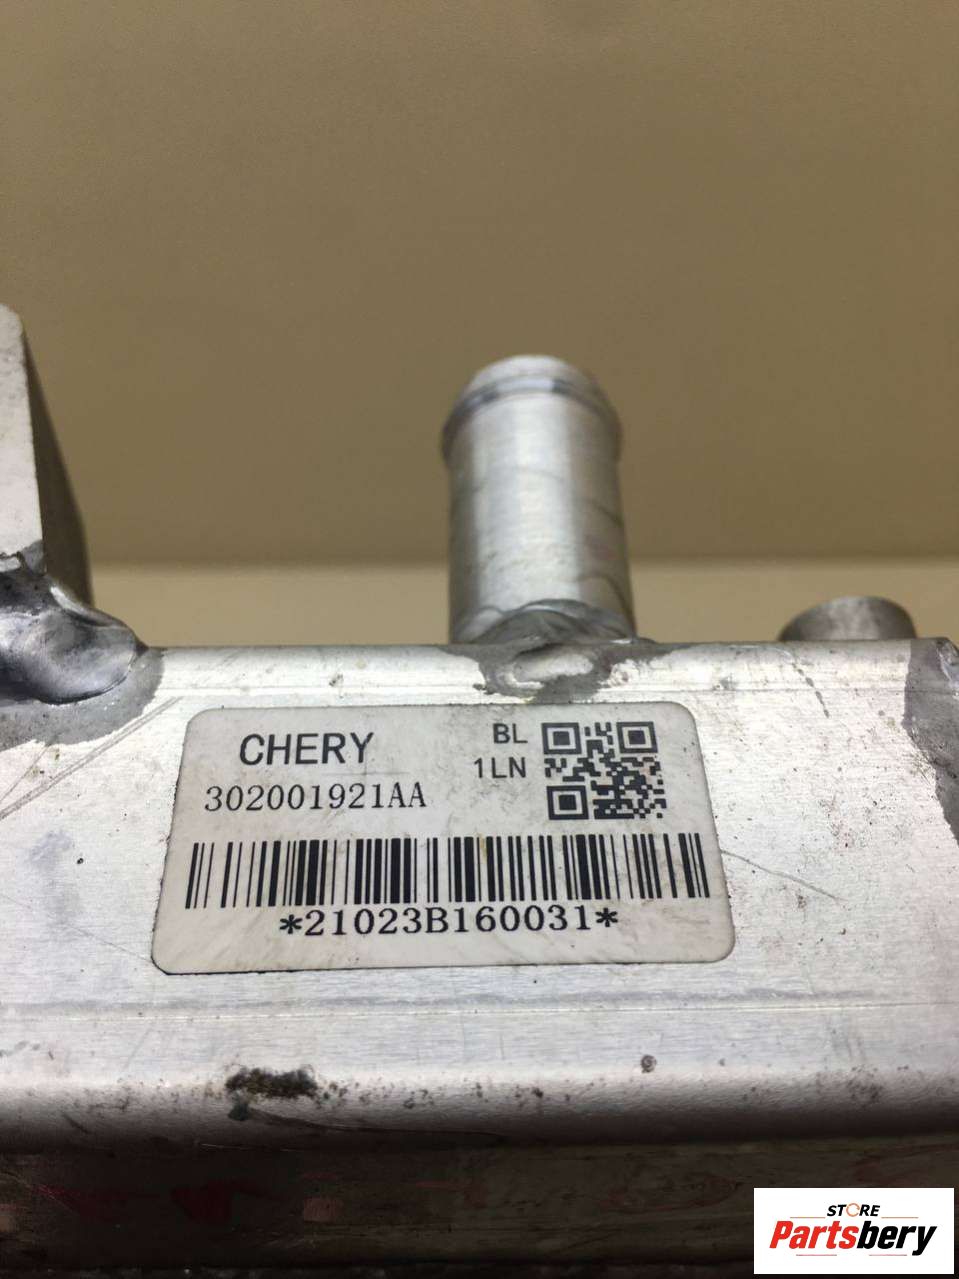 CHERY
BL
1LN
302001921AA
*21023B160031*
STORE
Partsbery